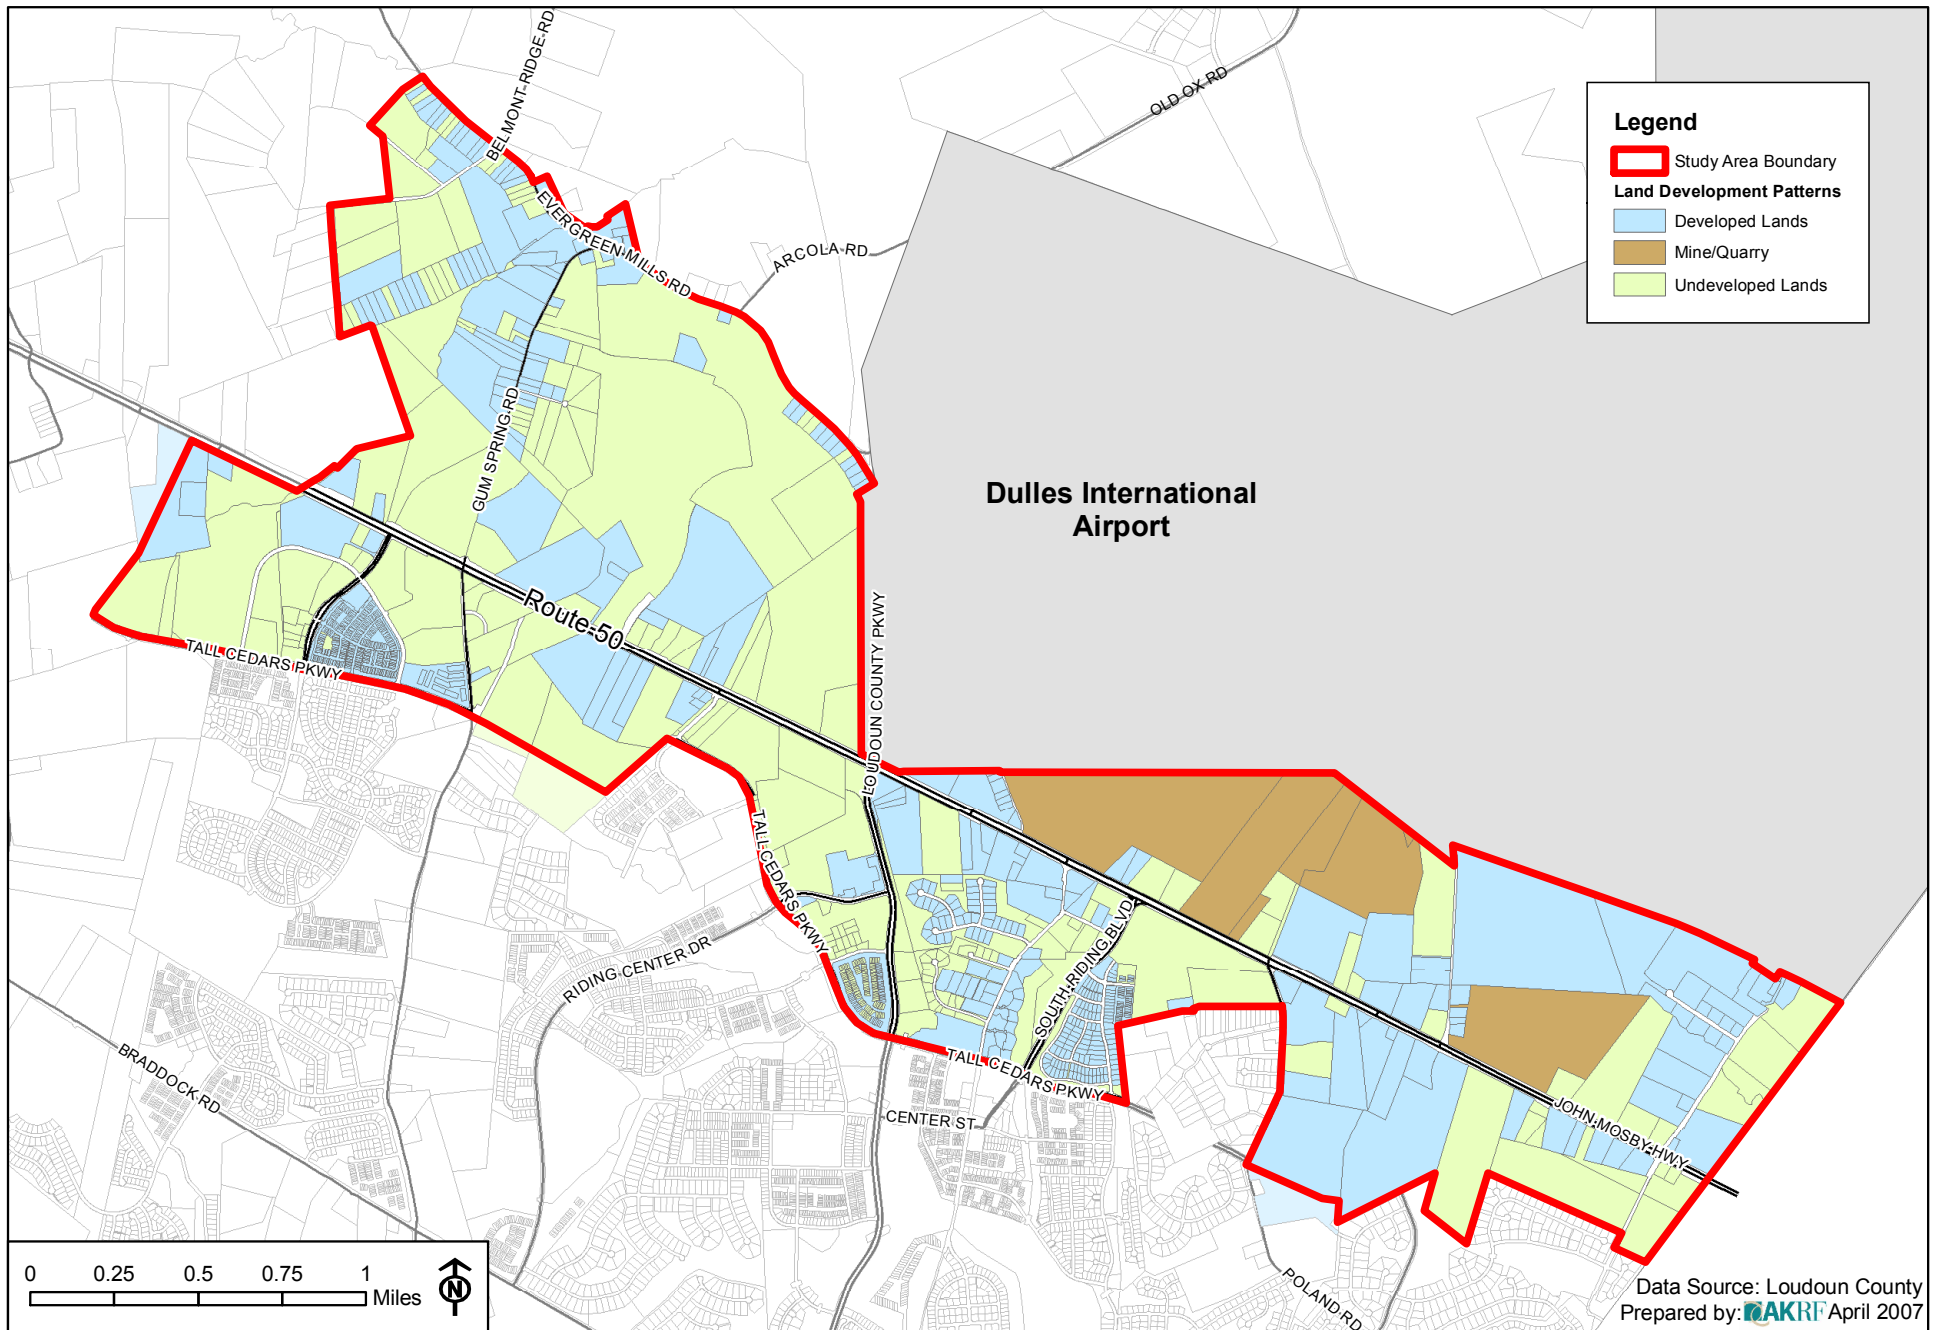 BELMONT RIDGE RD
OLD OX RD
Legend
Study Area Boundary
Land Development Patterns
Developed Lands
Mine/Quarry
Undeveloped Lands
EVERGREEN MILLS RD
ARCOLA RD
GUM SPRING RD
Dulles International
Airport
Route 50
LOUDOUN COUNTY PKWY
TALL CEDARS PKWY
TALL CEDARS PKWY
RIDING CENTER DR
SOUTH RIDING BLVD
TALL CEDARS PKWY
BRADDOCK RD
CENTER ST
JOHN MOSBY HWY
POLAND RD
0 0.25 0.5 0.75 1
Miles
N
Data Source: Loudoun County
Prepared by: AKRF April 2007